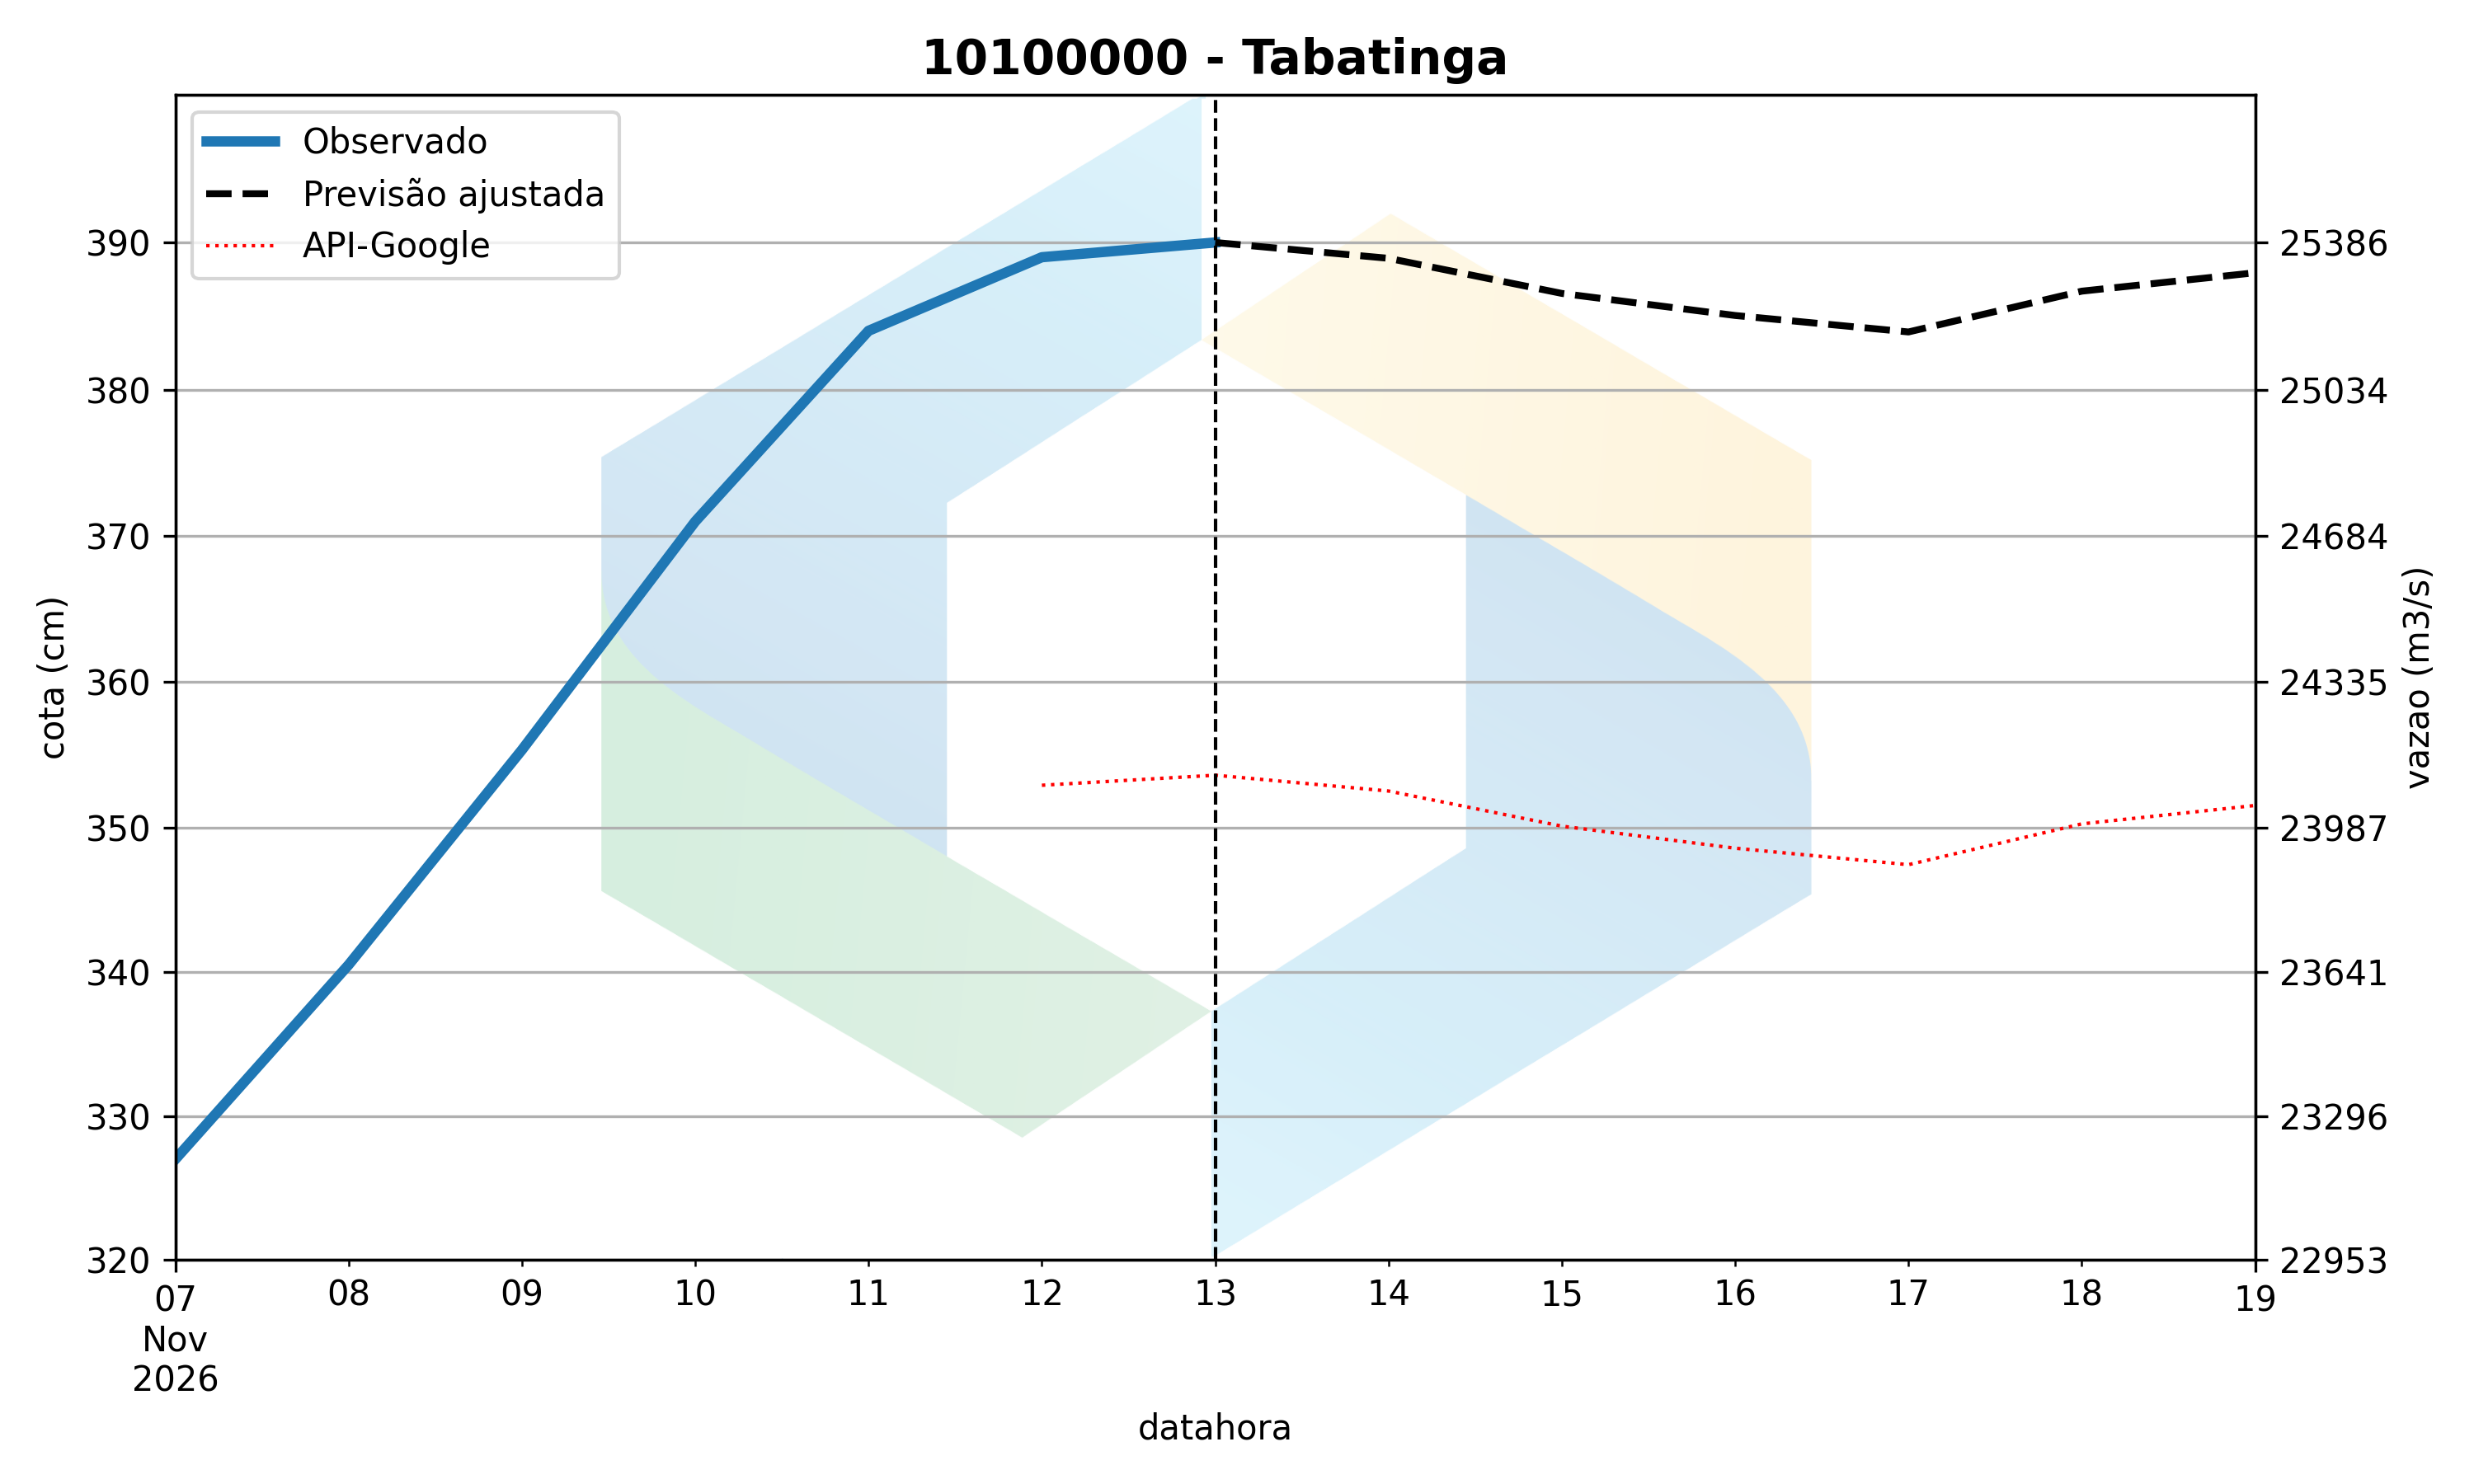 10100000 - Tabatinga
Observado
Previsão ajustada
API-Google
390
380
370
360
350
340
330
320
cota (cm)
25386
25034
24684
24335
23987
23641
23296
22953
vazao (m3/s)
07 08 09 10 11 12 13 14 15 16 17 18 19
Nov
2026
datahora